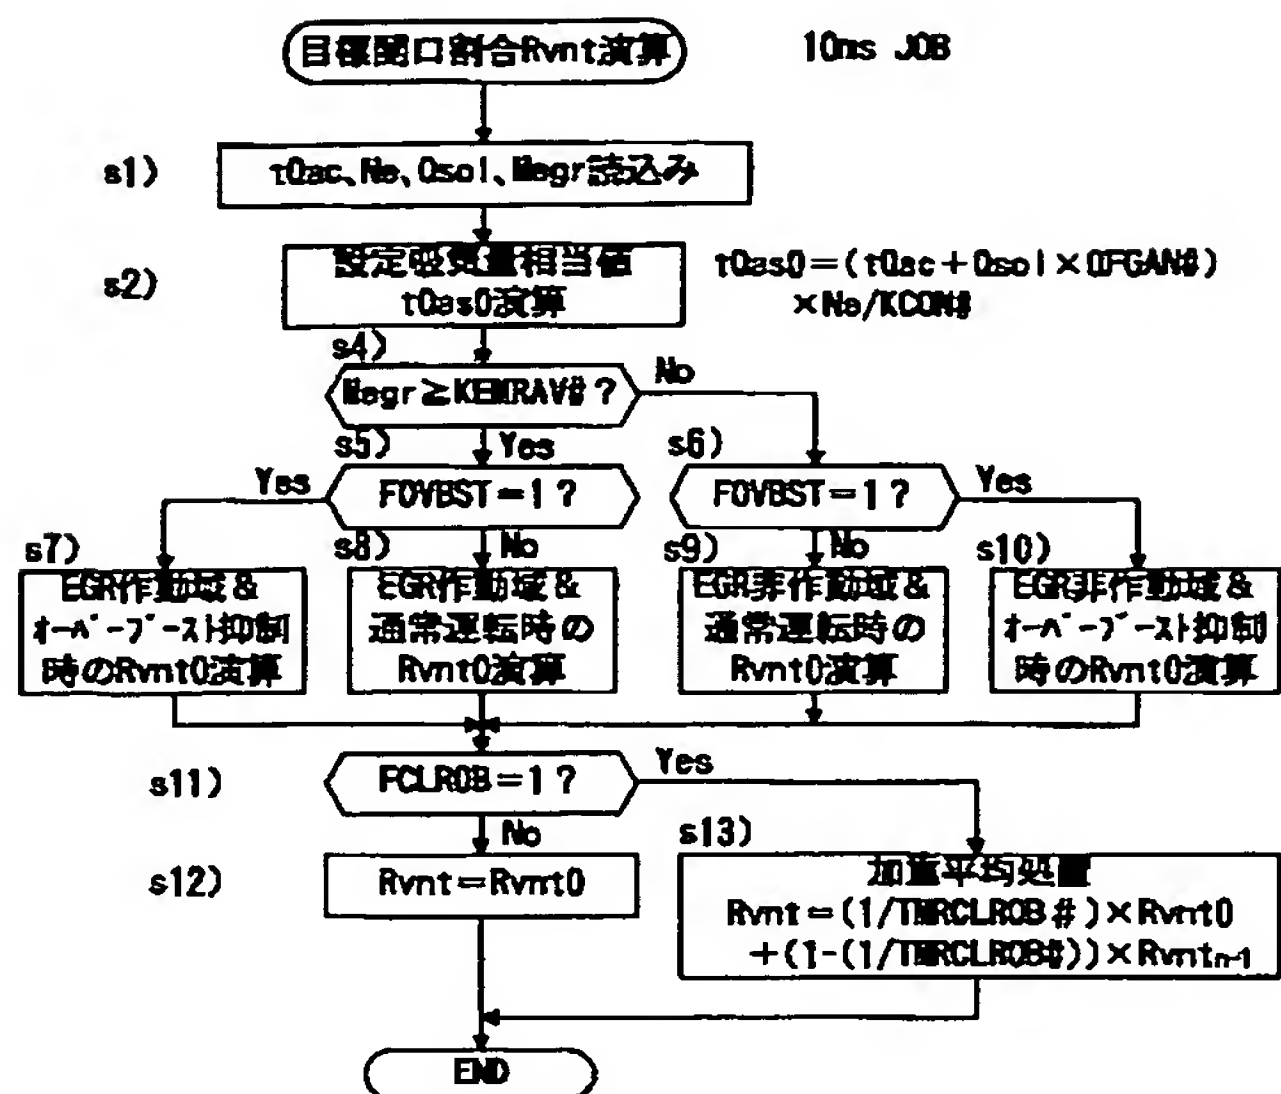 目標開口割合Rvnt演算
10ms JOB
s1)
tQac、Ne、Qsol、Megr読込み
s2)
設定吸気量相当値
tQas0演算
tQas0=(tQac+Qsol×QFGAN#)
×Ne/KCON#
s4)
Megr≧KEMRAV#?
No
Yes
s5)
FOVBST=1?
Yes
No
s6)
FOVBST=1?
Yes
No
s7)
EGR作動域&
オーバーブースト抑制
時のRvnt0演算
s8)
EGR作動域&
通常運転時の
Rvnt0演算
s9)
EGR非作動域&
通常運転時の
Rvnt0演算
s10)
EGR非作動域&
オーバーブースト抑制
時のRvnt0演算
s11)
FCLROB=1?
Yes
No
s12)
Rvnt=Rvnt0
s13)
加重平均処置
Rvnt=(1/TMRCLROB#)×Rvnt0
+(1-(1/TMRCLROB#))×Rvntn-1
END